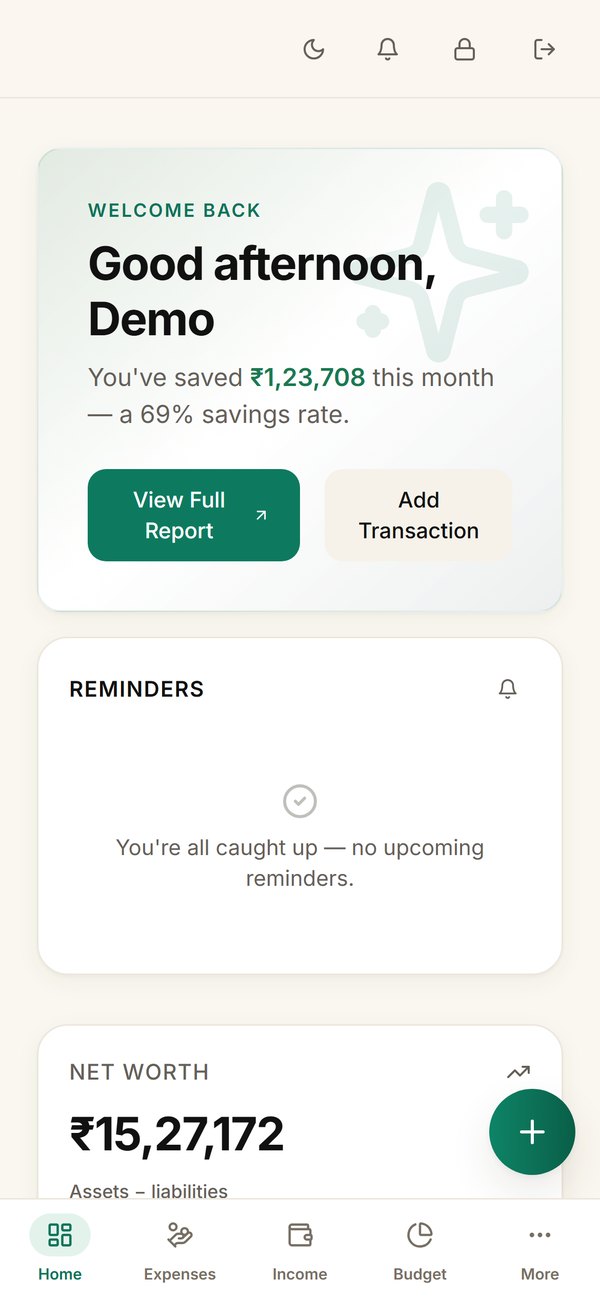 WELCOME BACK
Good afternoon,
Demo
You've saved ₹1,23,708 this month
— a 69% savings rate.
View Full
Report
Add
Transaction
REMINDERS
You're all caught up — no upcoming
reminders.
NET WORTH
₹15,27,172
Assets − liabilities
Home
Expenses
Income
Budget
More